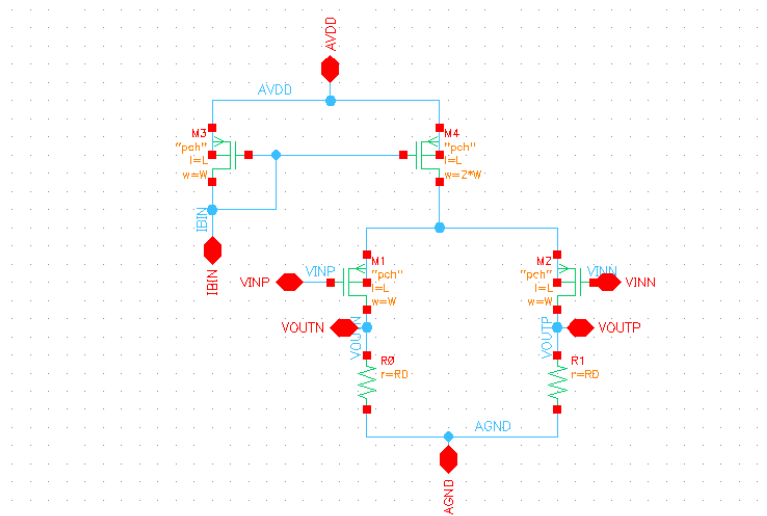 AVDD
AVDD
M3
"pch"
l=L
w=W
M4
"pch"
l=L
w=2*W
IBIN
IBIN
M1
"pch"
l=L
w=W
VINP
VINP
M2
"pch"
l=L
w=W
VINN
VINN
VOUTN
VOUTN
VOUTP
VOUTP
R0
r=RD
R1
r=RD
AGND
AGND